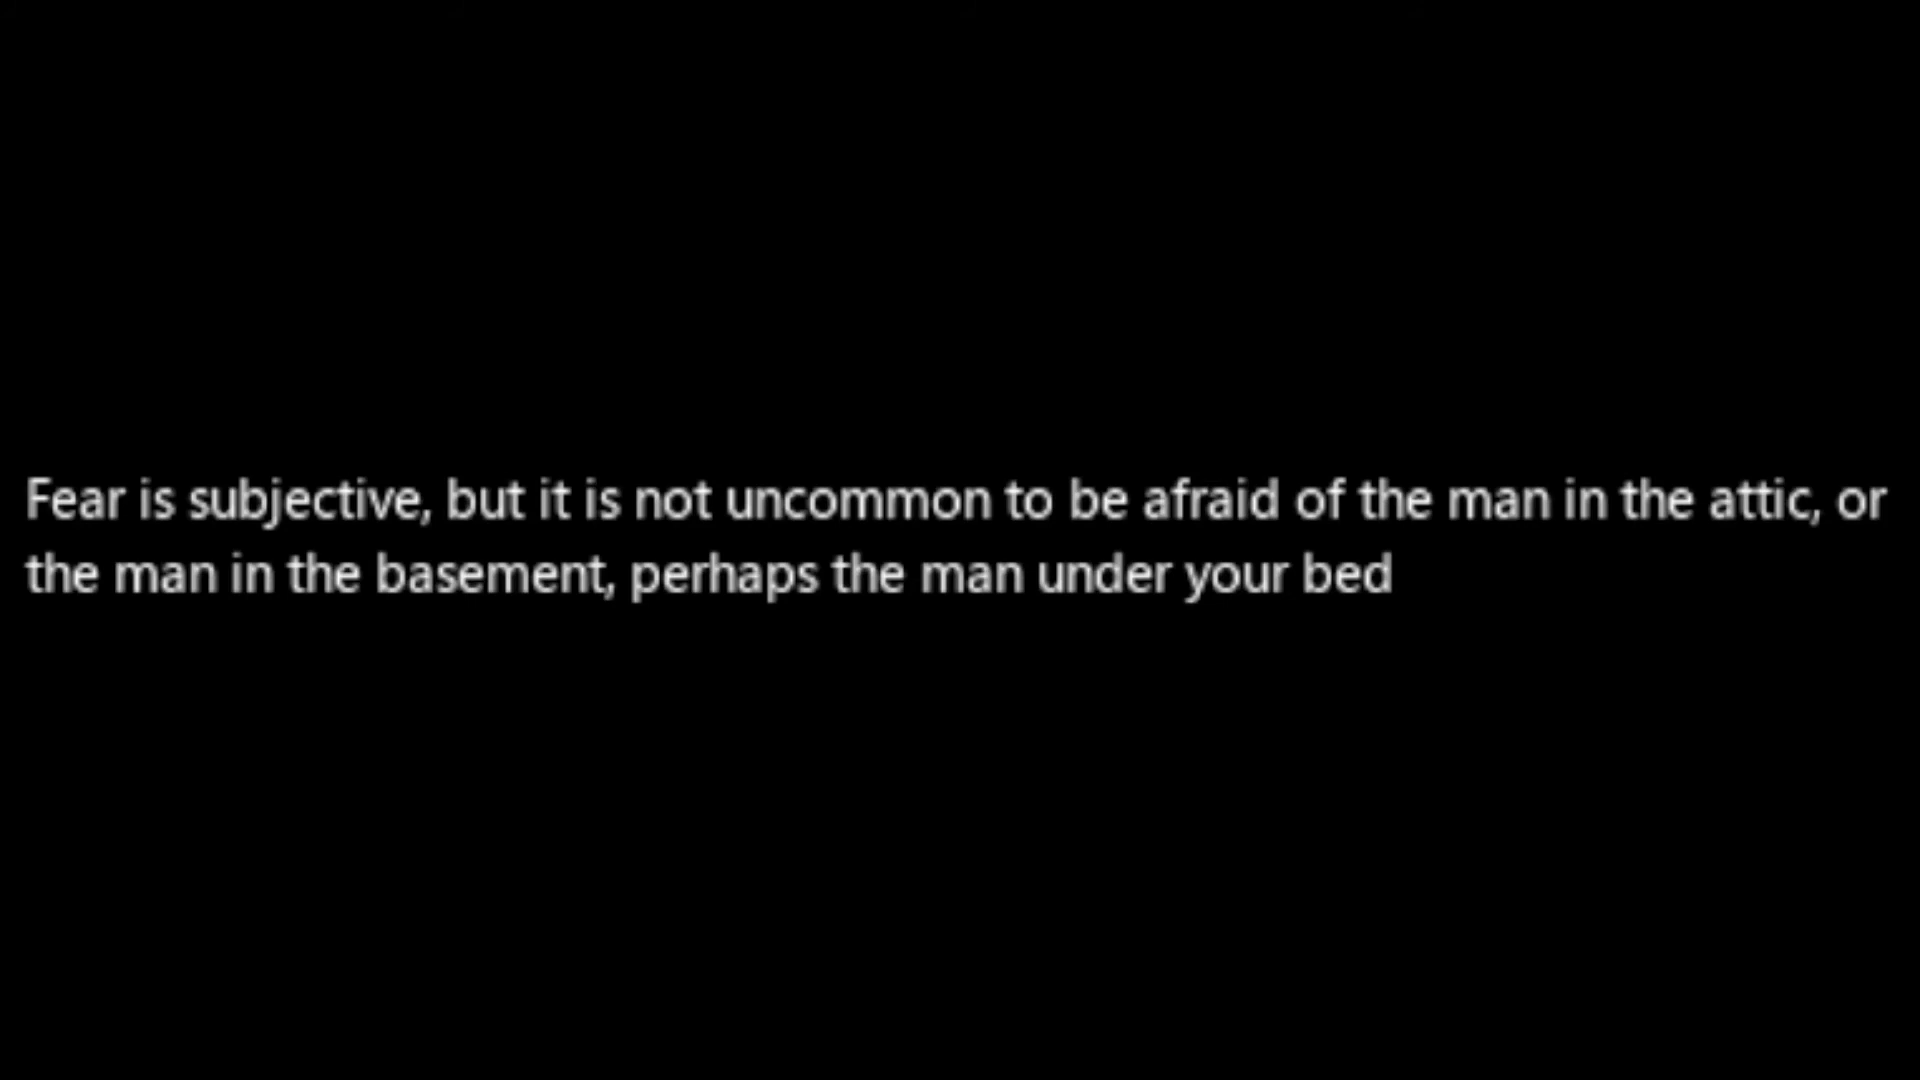 Fear is subjective, but it is not uncommon to be afraid of the man in the attic, or
the man in the basement, perhaps the man under your bed